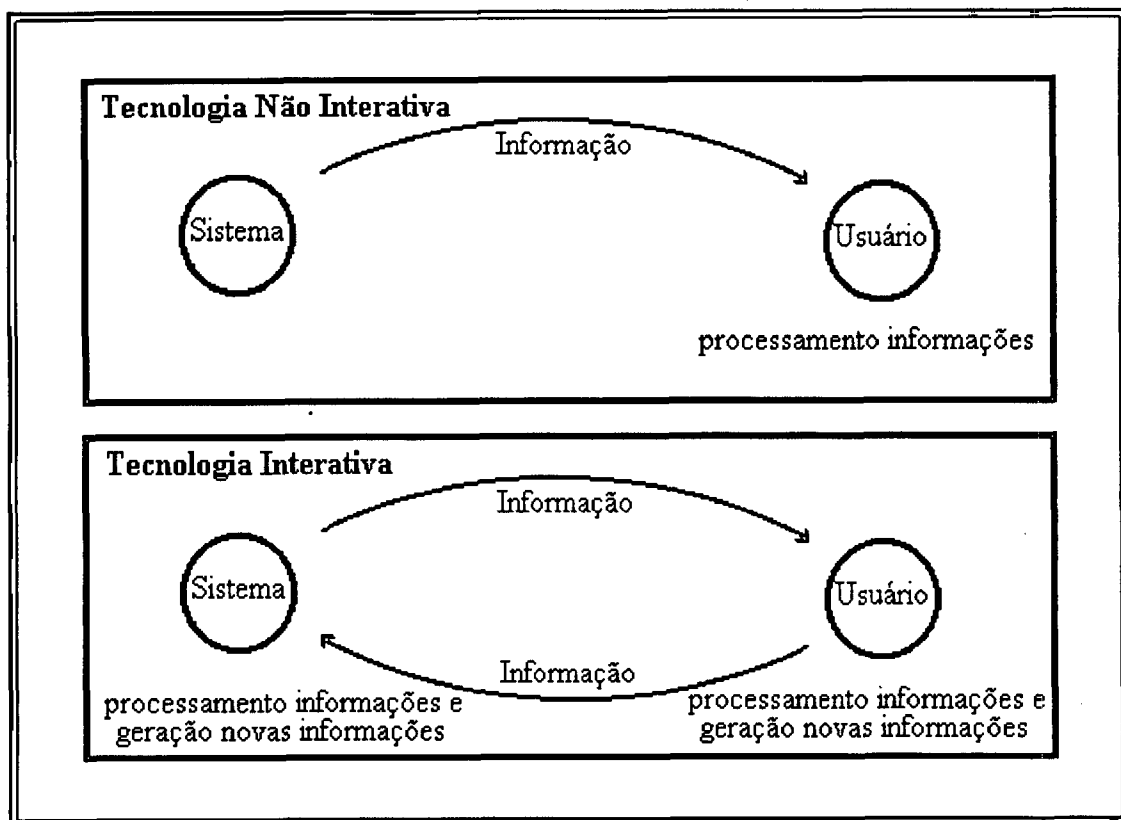 Tecnologia Não Interativa
Informação
Sistema
Usuário
processamento informações
Tecnologia Interativa
Informação
Sistema
Usuário
Informação
processamento informações e
geração novas informações
processamento informações e
geração novas informações